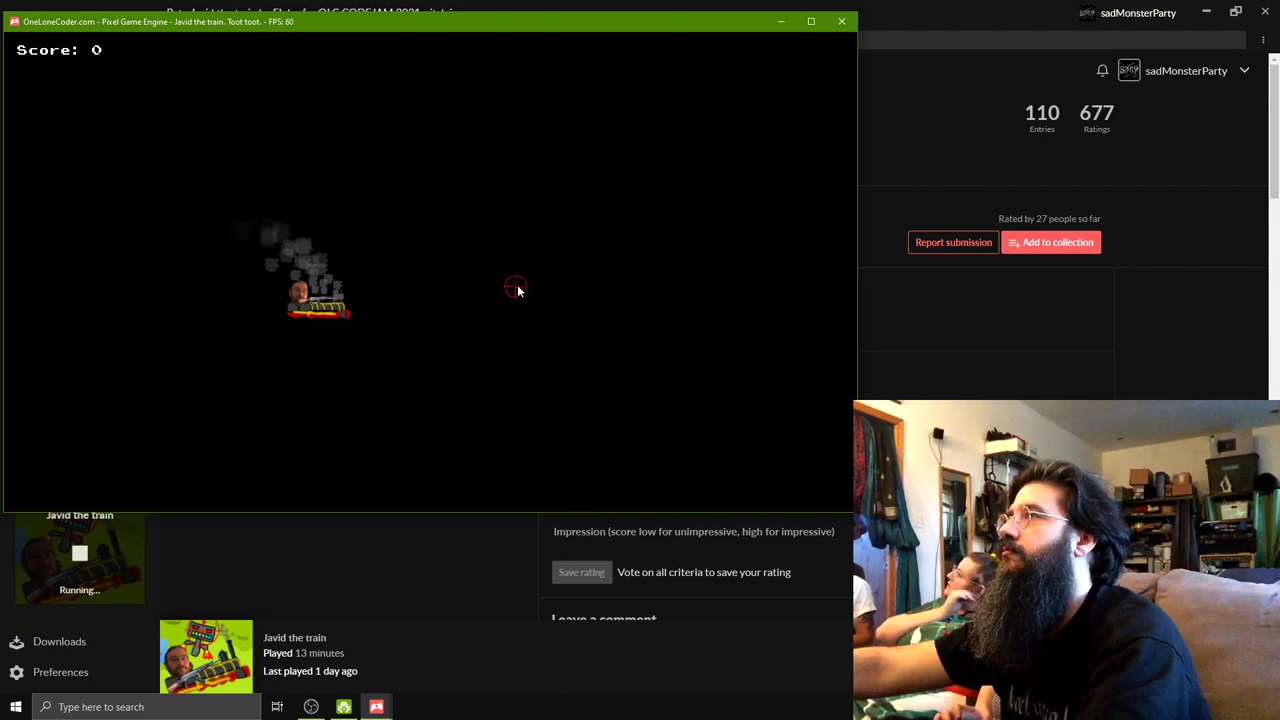 OneLoneCoder.com - Pixel Game Engine - Javid the train. Toot toot. - FPS: 60
sadMonsterParty
Score: 0
sadMonsterParty
110
677
Entries
Ratings
Rated by 27 people so far
Report submission
Add to collection
Javid the train
Running...
Impression (score low for unimpressive, high for impressive)
Save rating
Vote on all criteria to save your rating
Leave a comment
Downloads
Preferences
Javid the train
Played 13 minutes
Last played 1 day ago
Type here to search